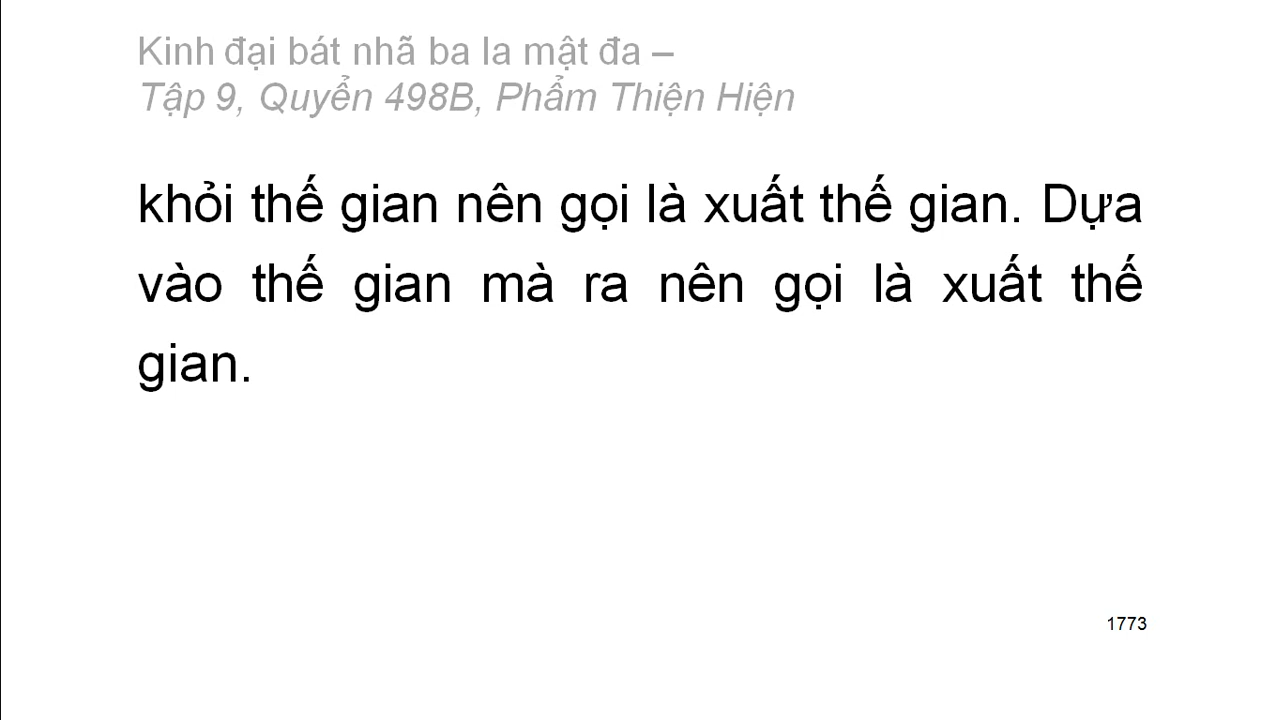 Kinh đại bát nhã ba la mật đa –
Tập 9, Quyển 498B, Phẩm Thiện Hiện
khỏi thế gian nên gọi là xuất thế gian. Dựa
vào thế gian mà ra nên gọi là xuất thế
gian.
1773